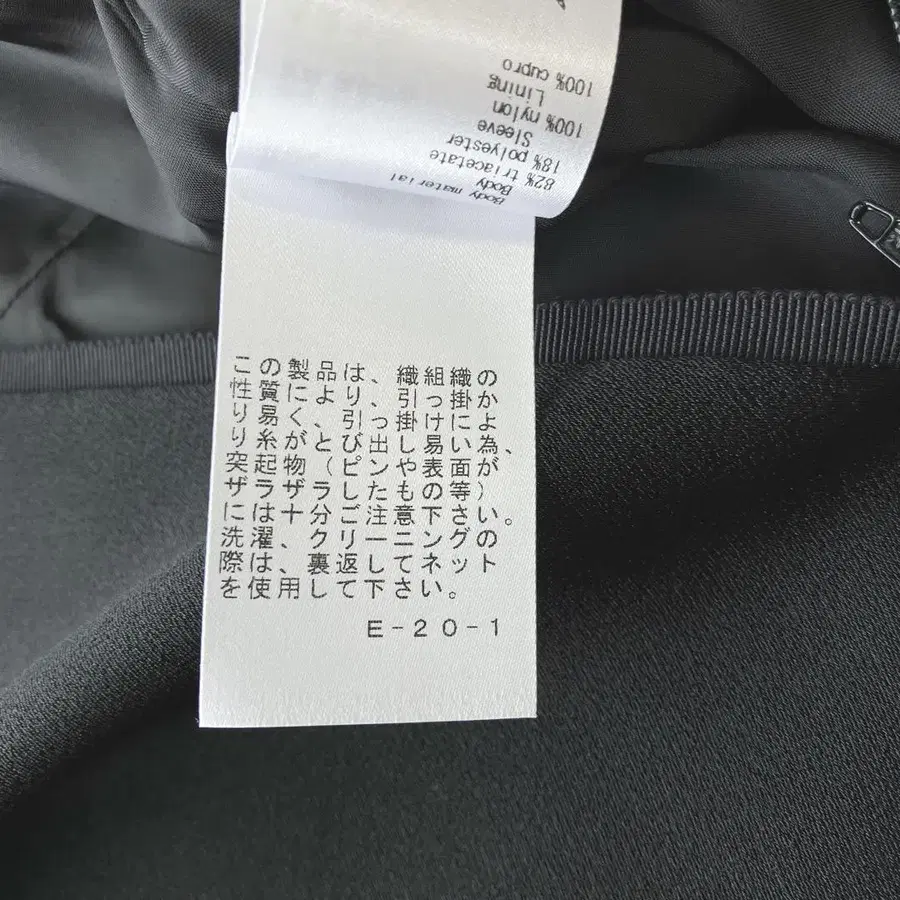 Body material
Body
82% triacetate
18% polyester
Sleeve
100% nylon
Lining
100% cupro
この製品は、織組織の
性質により、引っ掛か
り易く、引っ掛けによ
り糸がとび出し易い為、
突起物（ピンや表面が
ザラザラしたもの等）
には十分ご注意下さい。
洗濯、クリーニングの
際は、裏返してネット
を使用して下さい。
E-20-1